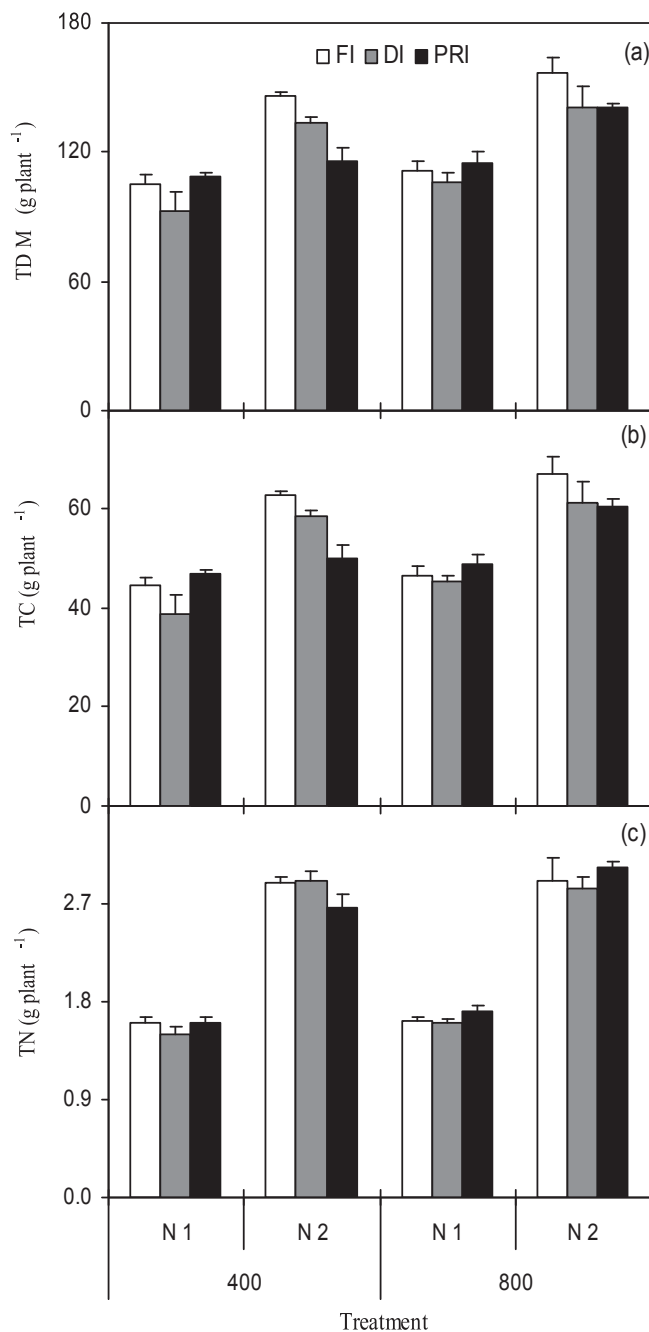 180
FI DI PRI (a)
120
TD M (g plant -1)
60
0
(b)
60
TC (g plant -1)
40
20
0
(c)
2.7
TN (g plant -1)
1.8
0.9
0.0
N 1 N 2 N 1 N 2
400 800
Treatment